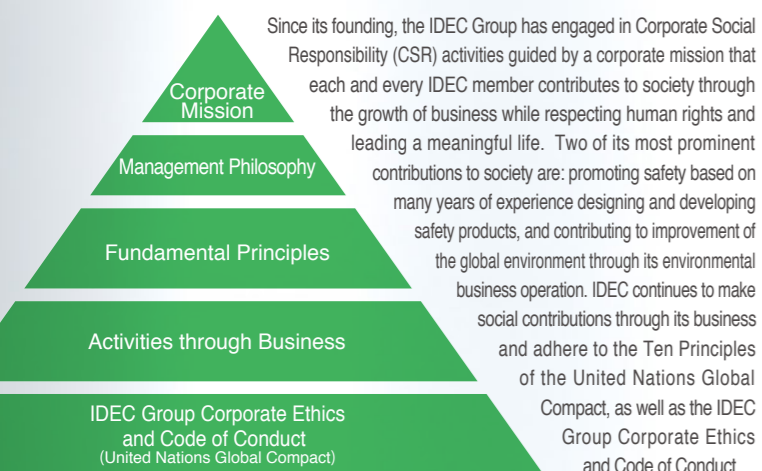 Since its founding, the IDEC Group has engaged in Corporate Social
Responsibility (CSR) activities guided by a corporate mission that
each and every IDEC member contributes to society through
the growth of business while respecting human rights and
leading a meaningful life. Two of its most prominent
contributions to society are: promoting safety based on
many years of experience designing and developing
safety products, and contributing to improvement of
the global environment through its environmental
business operation. IDEC continues to make
social contributions through its business
and adhere to the Ten Principles
of the United Nations Global
Compact, as well as the IDEC
Group Corporate Ethics
and Code of Conduct
Corporate
Mission
Management Philosophy
Fundamental Principles
Activities through Business
IDEC Group Corporate Ethics
and Code of Conduct
(United Nations Global Compact)